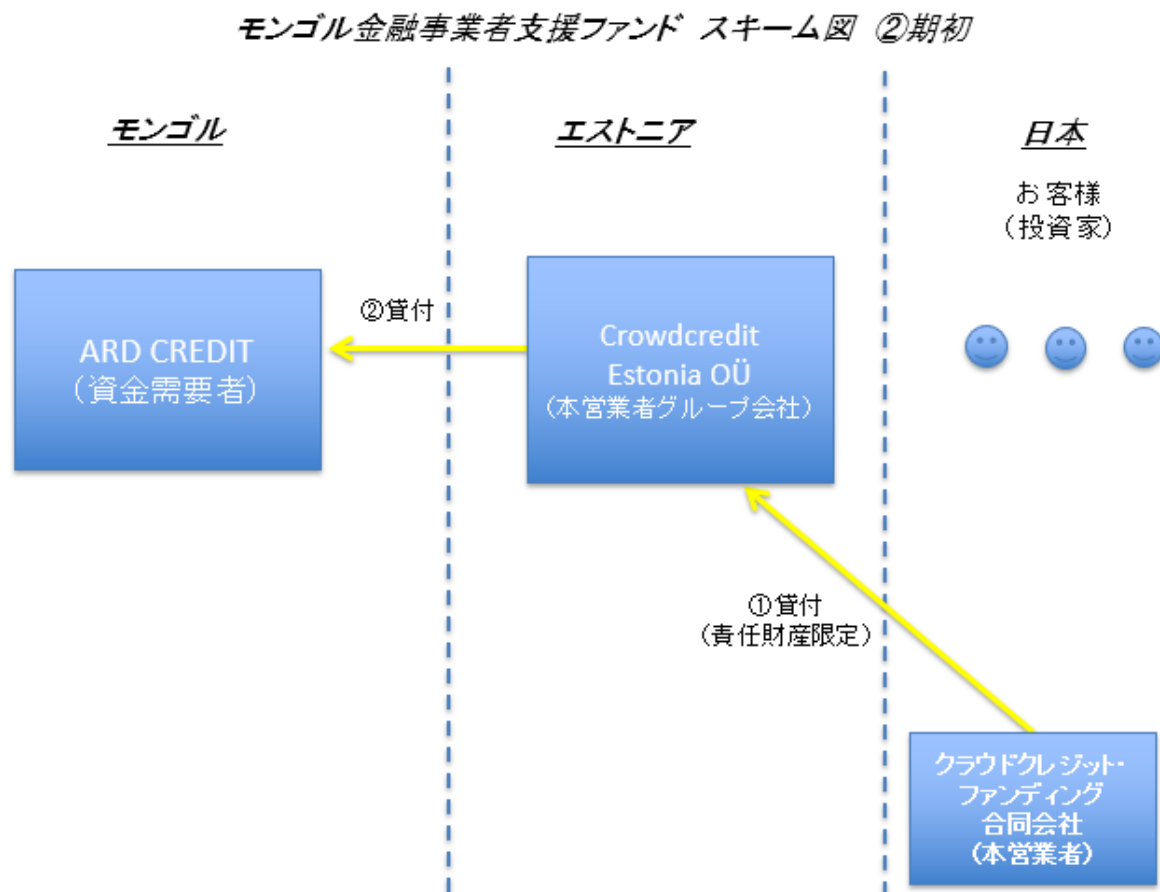 モンゴル金融事業者支援ファンド スキーム図 ②期初
モンゴル
エストニア
日本
お客様
（投資家）
ARD CREDIT
（資金需要者）
②貸付
Crowdcredit
Estonia OÜ
（本営業者グループ会社）
①貸付
（責任財産限定）
クラウドクレジット・
ファンディング
合同会社
（本営業者）